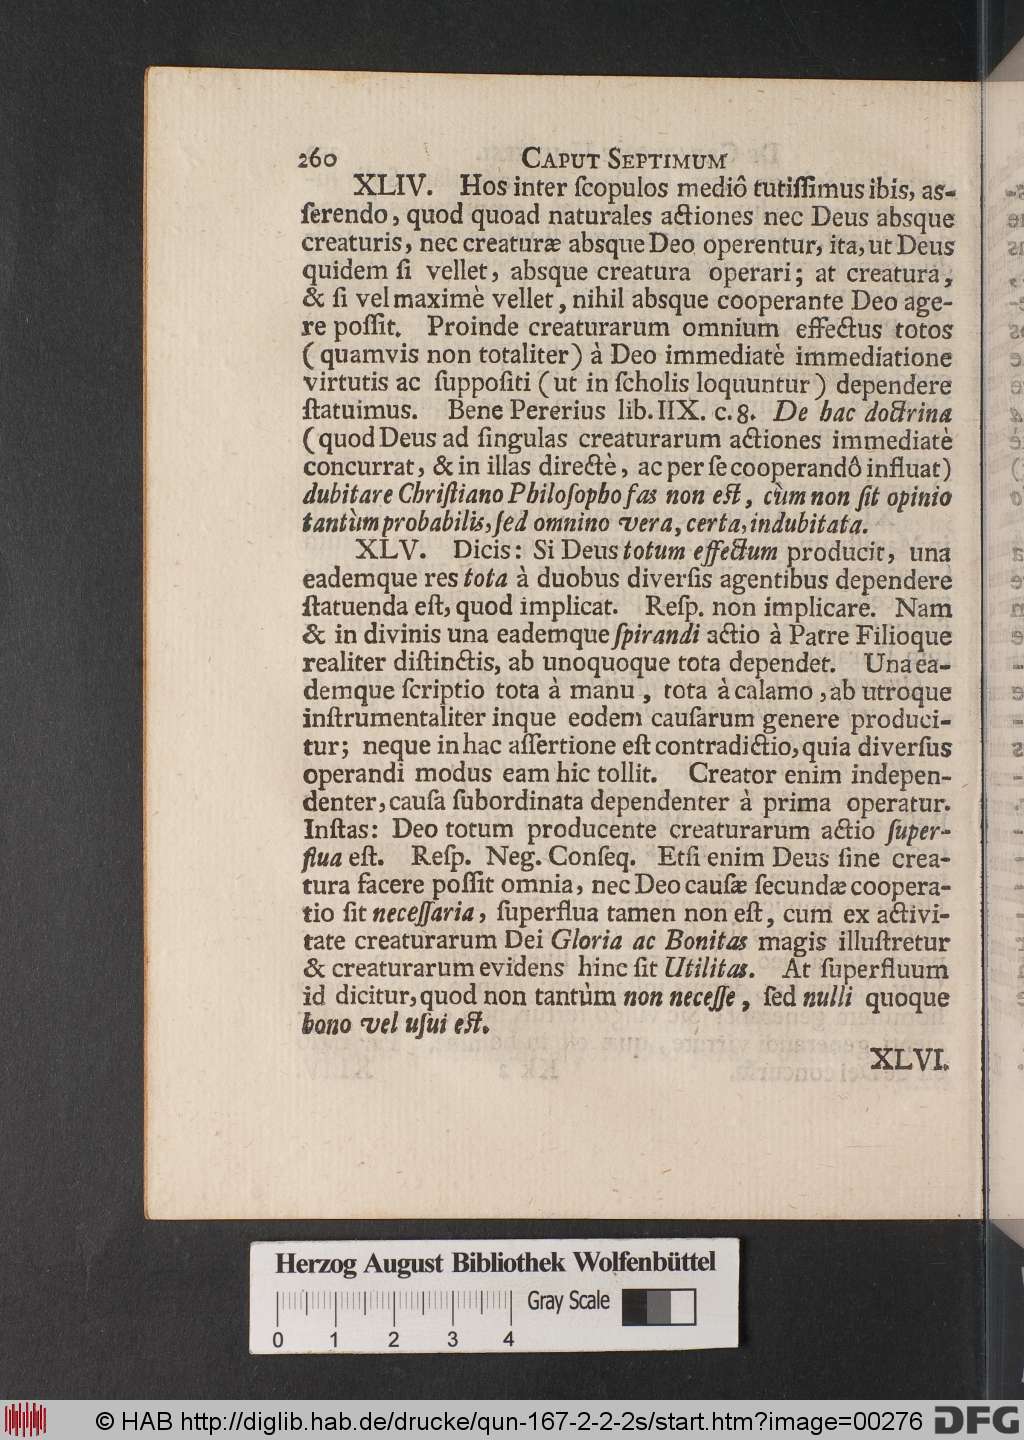 260 CAPUT SEPTIMUM
XLIV. Hos inter ſcopulos mediô tutiſſimus ibis, aſ-
ſerendo, quod quoad naturales actiones nec Deus absque
creaturis, nec creaturæ absque Deo operentur, ita, ut Deus
quidem ſi vellet, absque creatura operari; at creatura,
& ſi vel maximè vellet, nihil absque cooperante Deo age-
re poſſit. Proinde creaturarum omnium effectus totos
(quamvis non totaliter) à Deo immediatè immediatione
virtutis ac ſuppoſiti (ut in ſcholis loquuntur) dependere
ſtatuimus. Bene Pererius lib. IIX. c. 8. De hac doctrina
(quod Deus ad ſingulas creaturarum actiones immediatè
concurrat, & in illas directè, ac per ſe cooperandô influat)
dubitare Chriſtiano Philoſopho fas non eſt, cùm non ſit opinio
tantùm probabilis, ſed omnino vera, certa, indubitata.
XLV. Dicis: Si Deus totum effectum producit, una
eademque res tota à duobus diverſis agentibus dependere
ſtatuenda eſt, quod implicat. Reſp. non implicare. Nam
& in divinis una eademque ſpirandi actio à Patre Filioque
realiter diſtinctis, ab unoquoque tota dependet. Una ea-
demque ſcriptio tota à manu, tota à calamo, ab utroque
inſtrumentaliter inque eodem cauſarum genere produci-
tur; neque in hac aſſertione eſt contradictio, quia diverſus
operandi modus eam hic tollit. Creator enim indepen-
denter, cauſa ſubordinata dependenter à prima operatur.
Inſtas: Deo totum producente creaturarum actio ſuper-
flua eſt. Reſp. Neg. Conſeq. Etſi enim Deus ſine crea-
tura facere poſſit omnia, nec Deo cauſæ ſecundæ coopera-
tio ſit neceſſaria, ſuperflua tamen non eſt, cum ex activi-
tate creaturarum Dei Gloria ac Bonitas magis illuſtretur
& creaturarum evidens hinc ſit Utilitas. At ſuperfluum
id dicitur, quod non tantùm non neceſſe, ſed nulli quoque
bono vel uſui eſt.
XLVI.
Herzog August Bibliothek Wolfenbüttel
Gray Scale
0 1 2 3 4
© HAB http://diglib.hab.de/drucke/qun-167-2-2-2s/start.htm?image=00276 DFG